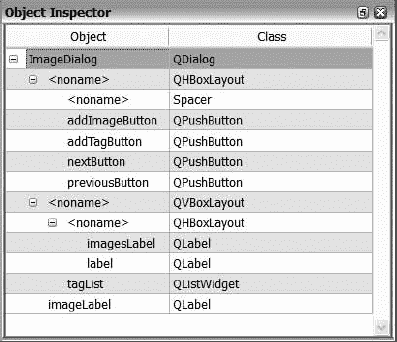 Object Inspector
Object Class
ImageDialog QDialog
<noname> QHBoxLayout
<noname> Spacer
addImageButton QPushButton
addTagButton QPushButton
nextButton QPushButton
previousButton QPushButton
<noname> QVBoxLayout
<noname> QHBoxLayout
imagesLabel QLabel
label QLabel
tagList QListWidget
imageLabel QLabel